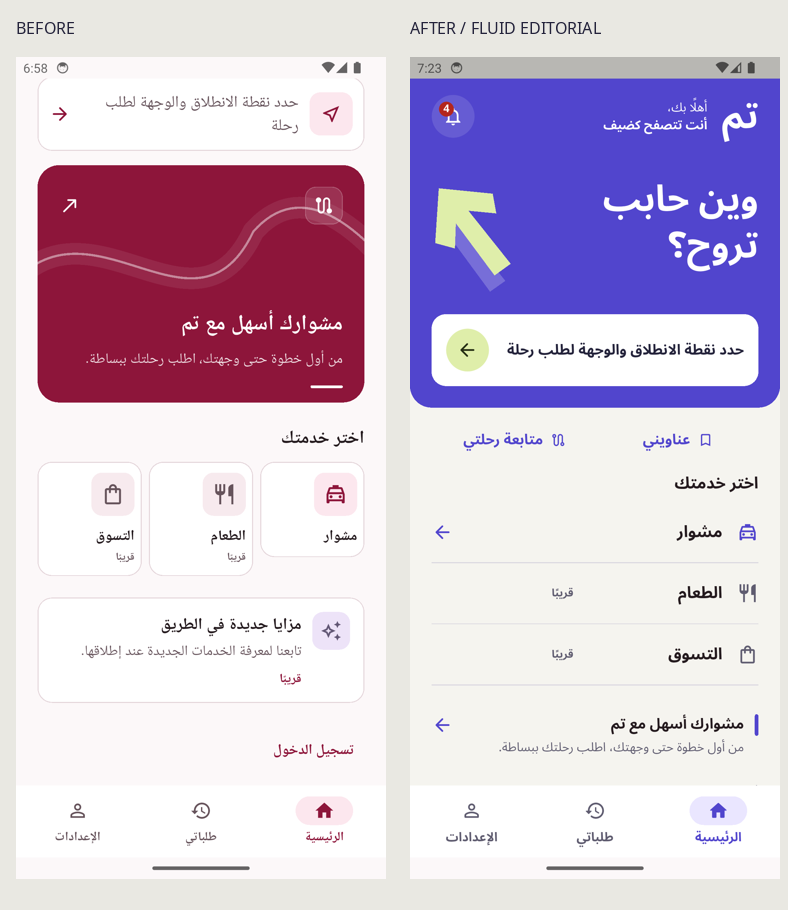 BEFORE
6:58
حدد نقطة الانطلاق والوجهة لطلب
رحلة
مشوارك أسهل مع تم
من أول خطوة حتى وجهتك، اطلب رحلتك ببساطة.
اختر خدمتك
مشوار
الطعام
قريبًا
التسوق
قريبًا
مزايا جديدة في الطريق
تابعنا لمعرفة الخدمات الجديدة عند إطلاقها.
قريبًا
تسجيل الدخول
الرئيسية
طلباتي
الإعدادات
AFTER / FLUID EDITORIAL
7:23
تم
أهلًا بك،
أنت تتصفح كضيف
4
وين حابب
تروح؟
حدد نقطة الانطلاق والوجهة لطلب رحلة
عناويني
متابعة رحلتي
اختر خدمتك
مشوار
الطعام
قريبًا
التسوق
قريبًا
مشوارك أسهل مع تم
من أول خطوة حتى وجهتك، اطلب رحلتك ببساطة.
الرئيسية
طلباتي
الإعدادات